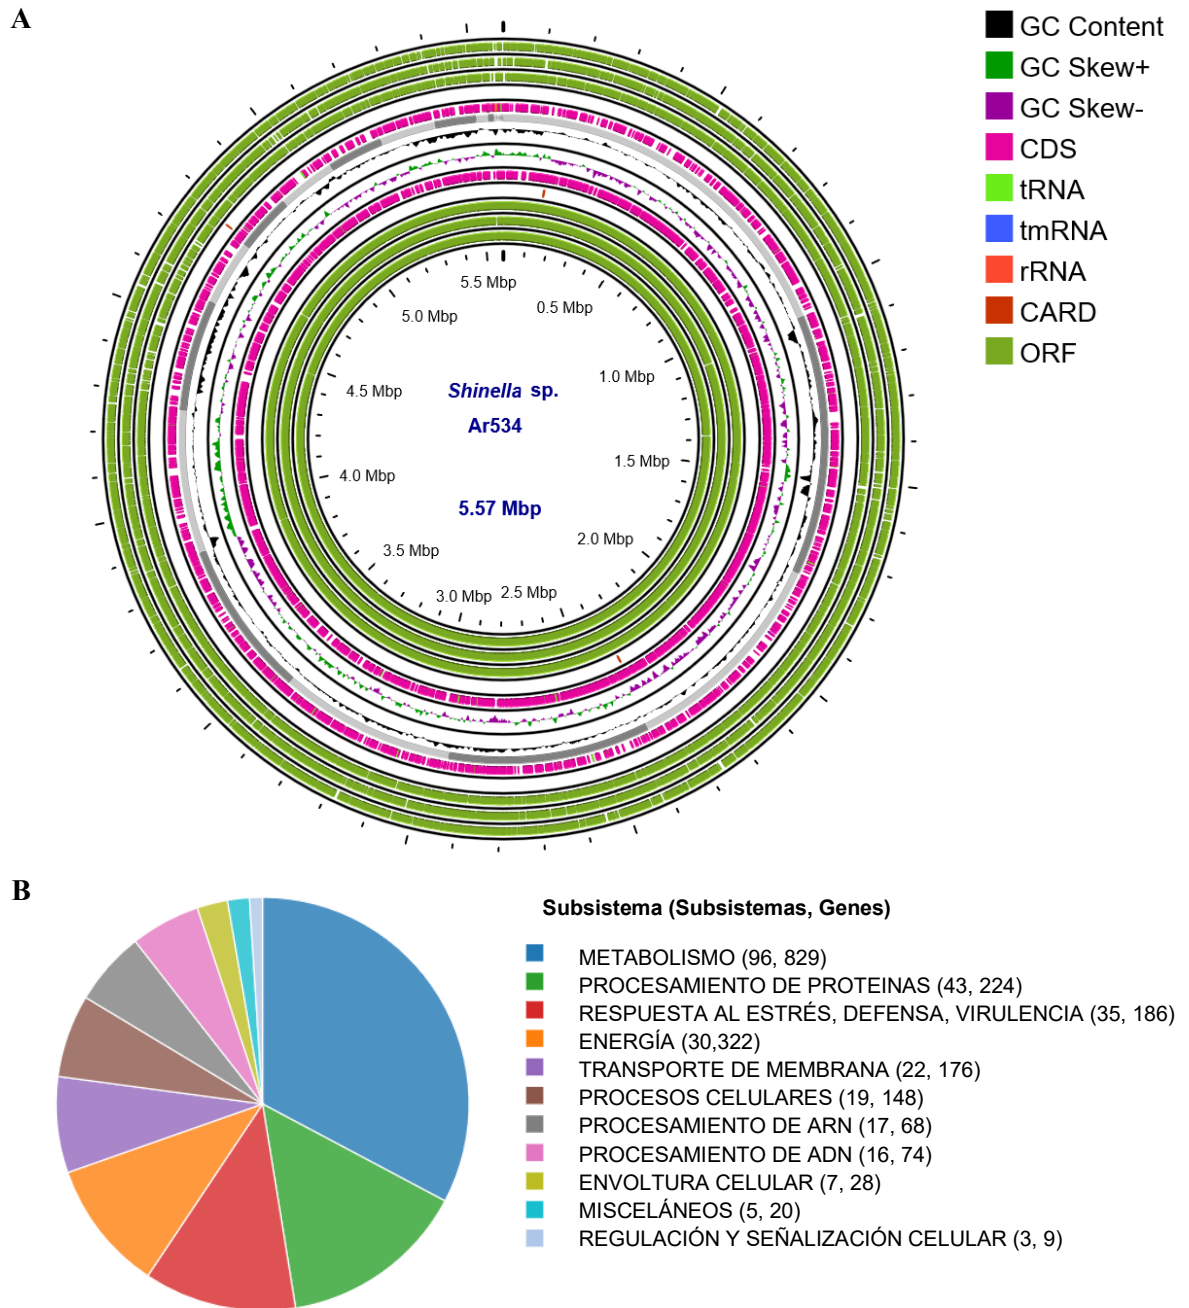 A
GC Content
GC Skew+
GC Skew-
CDS
tRNA
tmRNA
rRNA
CARD
ORF
5.5 Mbp
0.5 Mbp
5.0 Mbp
1.0 Mbp
4.5 Mbp
Shinella sp.
Ar534
1.5 Mbp
4.0 Mbp
5.57 Mbp
2.0 Mbp
3.5 Mbp
3.0 Mbp
2.5 Mbp
B
Subsistema (Subsistemas, Genes)
METABOLISMO (96, 829)
PROCESAMIENTO DE PROTEINAS (43, 224)
RESPUESTA AL ESTRÉS, DEFENSA, VIRULENCIA (35, 186)
ENERGÍA (30,322)
TRANSPORTE DE MEMBRANA (22, 176)
PROCESOS CELULARES (19, 148)
PROCESAMIENTO DE ARN (17, 68)
PROCESAMIENTO DE ADN (16, 74)
ENVOLTURA CELULAR (7, 28)
MISCELÁNEOS (5, 20)
REGULACIÓN Y SEÑALIZACIÓN CELULAR (3, 9)